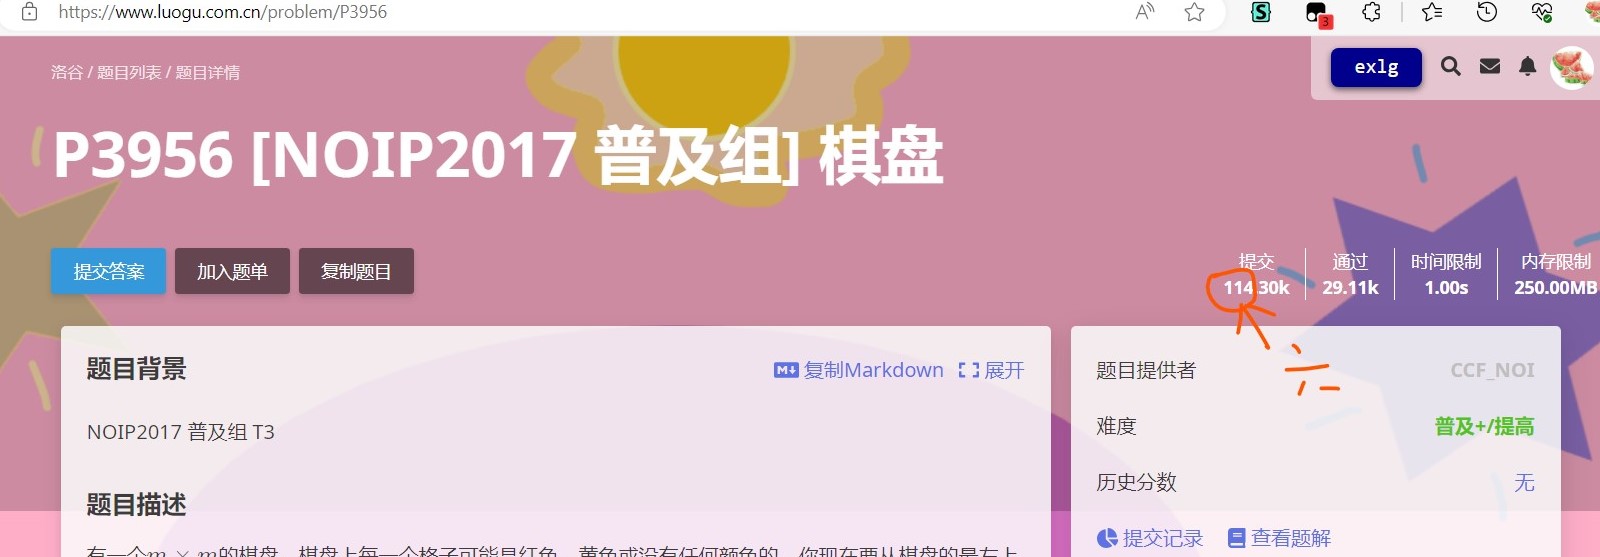 https://www.luogu.com.cn/problem/P3956
A
S
3
洛谷 / 题目列表 / 题目详情
exlg
P3956 [NOIP2017 普及组] 棋盘
提交答案 加入题单 复制题目
提交 通过 时间限制 内存限制
114.30k 29.11k 1.00s 250.00MB
题目背景
M 复制Markdown 展开
NOIP2017 普及组 T3
题目描述
有一个m × m的棋盘，棋盘上每一个格子可能是红色、黄色或没有任何颜色的。你现在要从棋盘的最左上
题目提供者 CCF_NOI
难度 普及+/提高
历史分数 无
提交记录 查看题解